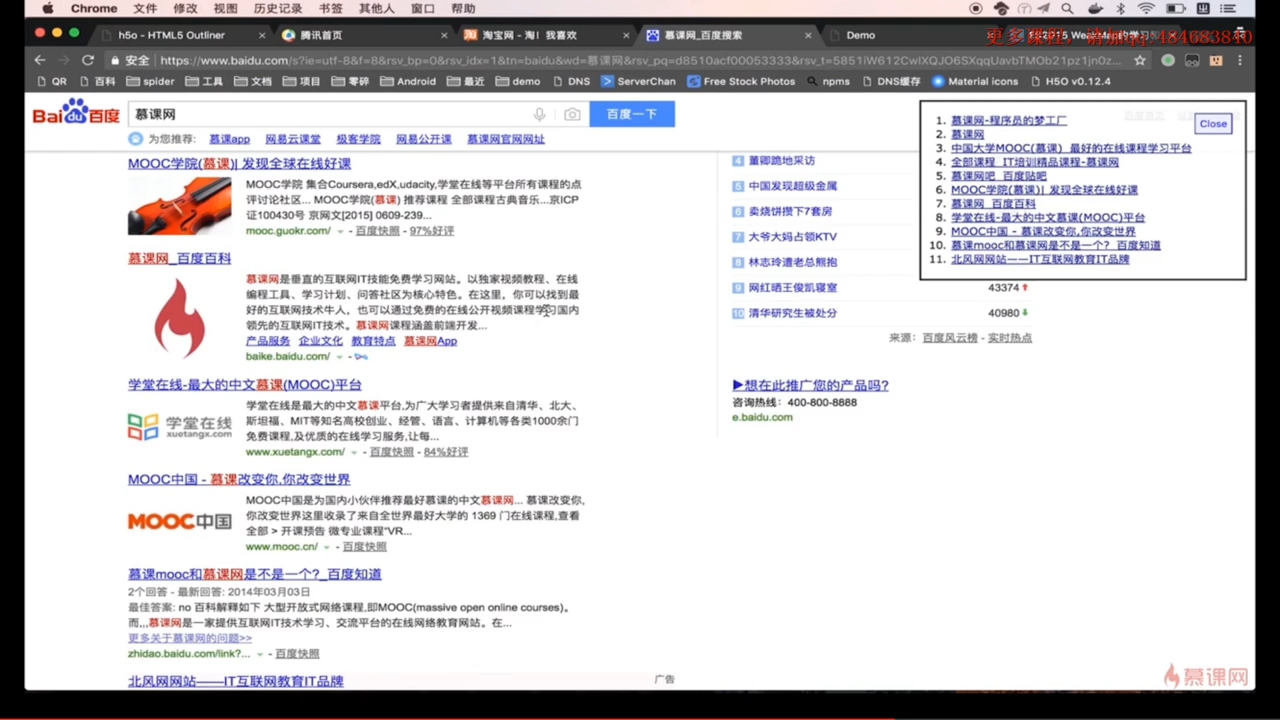 Chrome 文件 修改 视图 历史记录 书签 其他人 窗口 帮助
h5o - HTML5 Outliner
腾讯首页
淘宝网 - 淘！我喜欢
慕课网_百度搜索
Demo
更多课程，请加qq:484683840
安全 https://www.baidu.com/s?ie=utf-8&f=8&rsv_bp=0&rsv_idx=1&tn=baidu&wd=慕课网
QR 百科 spider 工具 文档 项目 零碎 Android 最近 demo DNS ServerChan Free Stock Photos npms DNS缓存 Material icons H5O v0.12.4
Bai du 百度
慕课网
百度一下
为您推荐: 慕课app 网易云课堂 极客学院 网易公开课 慕课网官网网址
MOOC学院(慕课)| 发现全球在线好课
MOOC学院 集合Coursera,edX,udacity,学堂在线等平台所有课程的点
评讨论社区... MOOC学院(慕课) 推荐课程 全部课程古典音乐...京ICP
证100430号 京网文[2015] 0609-239...
mooc.guokr.com/ - 百度快照 - 97%好评
慕课网_百度百科
慕课网是垂直的互联网IT技能免费学习网站。以独家视频教程、在线
编程工具、学习计划、问答社区为核心特色。在这里，你可以找到最
好的互联网技术牛人，也可以通过免费的在线公开视频课程学习国内
领先的互联网IT技术。慕课网课程涵盖前端开发...
产品服务 企业文化 教育特点 慕课网App
baike.baidu.com/
学堂在线-最大的中文慕课(MOOC)平台
学堂在线
xuetangx.com
学堂在线是最大的中文慕课平台,为广大学习者提供来自清华、北大、
斯坦福、MIT等知名高校创业、经管、语言、计算机等各类1000余门
免费课程,及优质的在线学习服务,让每...
www.xuetangx.com/ - 百度快照 - 84%好评
MOOC中国 - 慕课改变你,你改变世界
MOOC中国
MOOC中国是为国内小伙伴推荐最好慕课的中文慕课网... 慕课改变你,
你改变世界这里收录了来自全世界最好大学的 1369 门在线课程,查看
全部 > 开课预告 微专业课程"VR...
www.mooc.cn/ - 百度快照
慕课mooc和慕课网是不是一个?_百度知道
2个回答 - 最新回答: 2014年03月03日
最佳答案: no 百科解释如下 大型开放式网络课程,即MOOC(massive open online courses)。
而,,,慕课网是一家提供互联网IT技术学习、交流平台的在线网络教育网站。在...
更多关于慕课网的问题>>
zhidao.baidu.com/link?... - 百度快照
北风网网站——IT互联网教育IT品牌
广告
4 董卿跪地采访
5 中国发现超级金属
6 卖烧饼攒下7套房
7 大爷大妈占领KTV
8 林志玲遭老总熊抱
9 网红晒王俊凯寝室 43374
10 清华研究生被处分 40980
来源： 百度风云榜 - 实时热点
▶想在此推广您的产品吗?
咨询热线：400-800-8888
e.baidu.com
Close
1. 慕课网-程序员的梦工厂
2. 慕课网
3. 中国大学MOOC(慕课)_最好的在线课程学习平台
4. 全部课程_IT培训精品课程-慕课网
5. 慕课网吧_百度贴吧
6. MOOC学院(慕课)| 发现全球在线好课
7. 慕课网_百度百科
8. 学堂在线-最大的中文慕课(MOOC)平台
9. MOOC中国 - 慕课改变你,你改变世界
10. 慕课mooc和慕课网是不是一个?_百度知道
11. 北风网网站——IT互联网教育IT品牌
慕课网